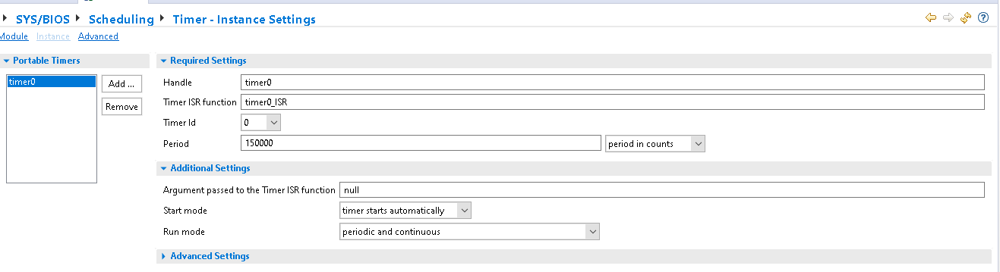 SYS/BIOS Scheduling Timer - Instance Settings
Module Instance Advanced
Portable Timers
timer0
Add ...
Remove
Required Settings
Handle timer0
Timer ISR function timer0_ISR
Timer Id 0
Period 150000 period in counts
Additional Settings
Argument passed to the Timer ISR function null
Start mode timer starts automatically
Run mode periodic and continuous
Advanced Settings